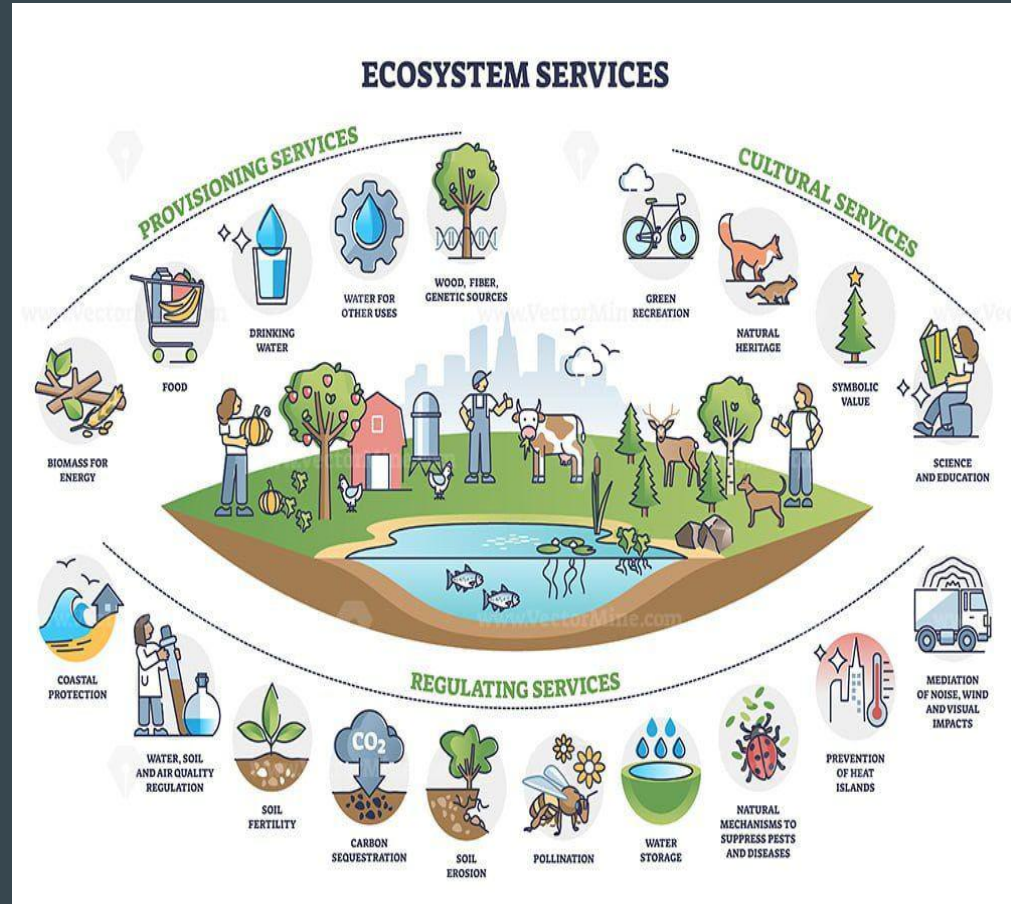 ECOSYSTEM SERVICES
PROVISIONING SERVICES
CULTURAL SERVICES
BIOMASS FOR
ENERGY
FOOD
DRINKING
WATER
WATER FOR
OTHER USES
WOOD, FIBER,
GENETIC SOURCES
GREEN
RECREATION
NATURAL
HERITAGE
SYMBOLIC
VALUE
SCIENCE
AND EDUCATION
www.VectorMine.com
REGULATING SERVICES
COASTAL
PROTECTION
WATER, SOIL
AND AIR QUALITY
REGULATION
SOIL
FERTILITY
CO2
CARBON
SEQUESTRATION
SOIL
EROSION
POLLINATION
WATER
STORAGE
NATURAL
MECHANISMS TO
SUPPRESS PESTS
AND DISEASES
PREVENTION
OF HEAT
ISLANDS
MEDIATION
OF NOISE, WIND
AND VISUAL
IMPACTS